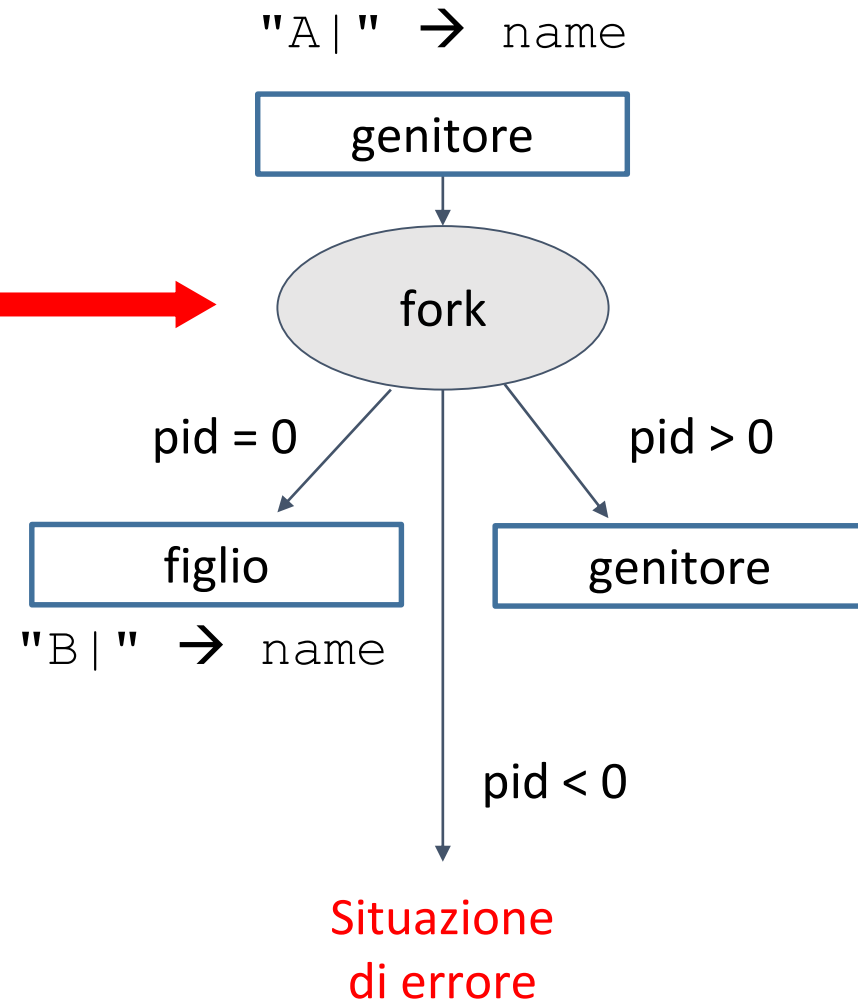 "A|" → name
genitore
fork
pid = 0
pid > 0
figlio
genitore
"B|" → name
pid < 0
Situazione
di errore